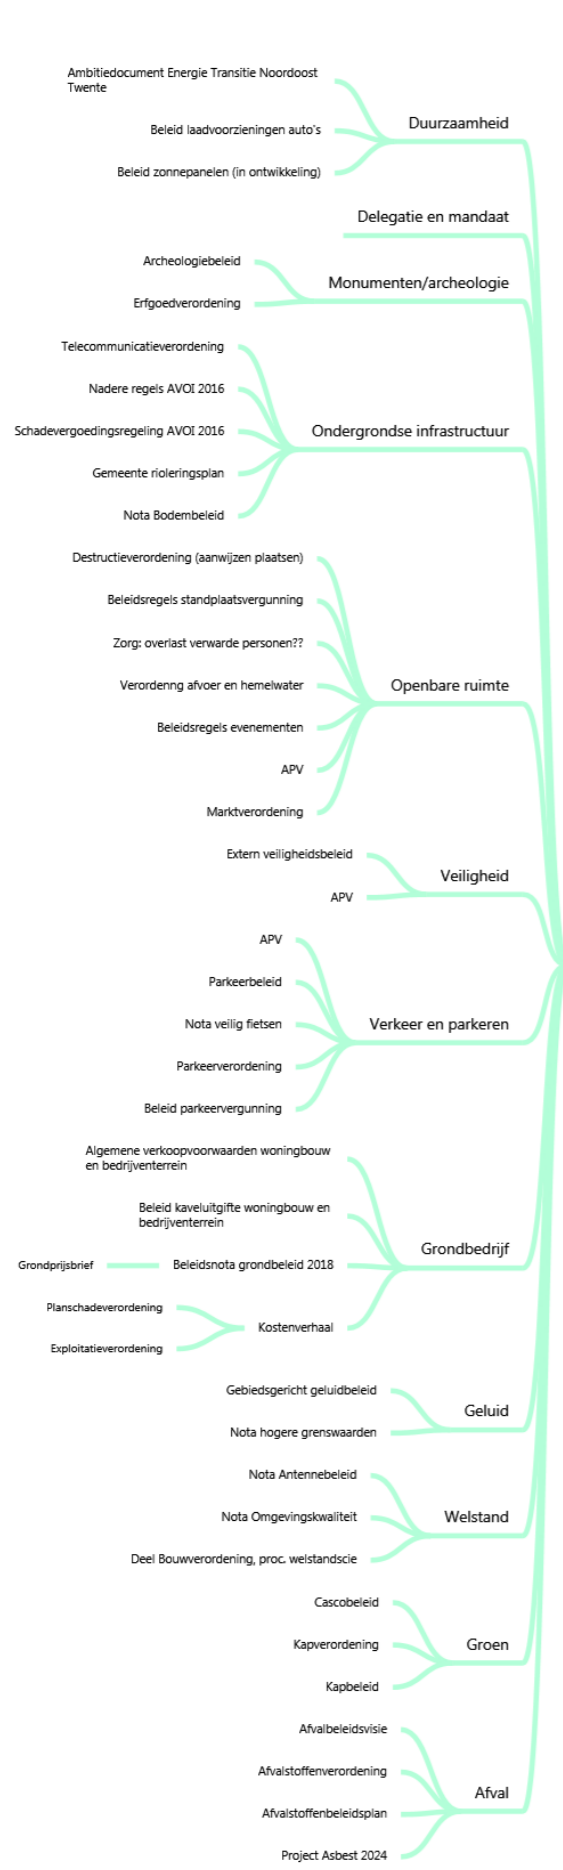 Ambitiedocument Energie Transitie Noordoost
Twente
Beleid laadvoorzieningen auto's
Beleid zonnepanelen (in ontwikkeling)
Duurzaamheid
Delegatie en mandaat
Archeologiebeleid
Erfgoedverordening
Monumenten/archeologie
Telecommunicatieverordening
Nadere regels AVOI 2016
Schadevergoedingsregeling AVOI 2016
Gemeente rioleringsplan
Nota Bodembeleid
Ondergrondse infrastructuur
Destructieverordening (aanwijzen plaatsen)
Beleidsregels standplaatsvergunning
Zorg: overlast verwarde personen??
Verordenng afvoer en hemelwater
Beleidsregels evenementen
APV
Marktverordening
Openbare ruimte
Extern veiligheidsbeleid
APV
Veiligheid
APV
Parkeerbeleid
Nota veilig fietsen
Parkeerverordening
Beleid parkeervergunning
Verkeer en parkeren
Algemene verkoopvoorwaarden woningbouw
en bedrijventerrein
Beleid kaveluitgifte woningbouw en
bedrijventerrein
Grondprijsbrief
Beleidsnota grondbeleid 2018
Planschadeverordening
Exploitatieverordening
Kostenverhaal
Grondbedrijf
Gebiedsgericht geluidbeleid
Nota hogere grenswaarden
Geluid
Nota Antennebeleid
Nota Omgevingskwaliteit
Deel Bouwverordening, proc. welstandscie
Welstand
Cascobeleid
Kapverordening
Kapbeleid
Groen
Afvalbeleidsvisie
Afvalstoffenverordening
Afvalstoffenbeleidsplan
Project Asbest 2024
Afval